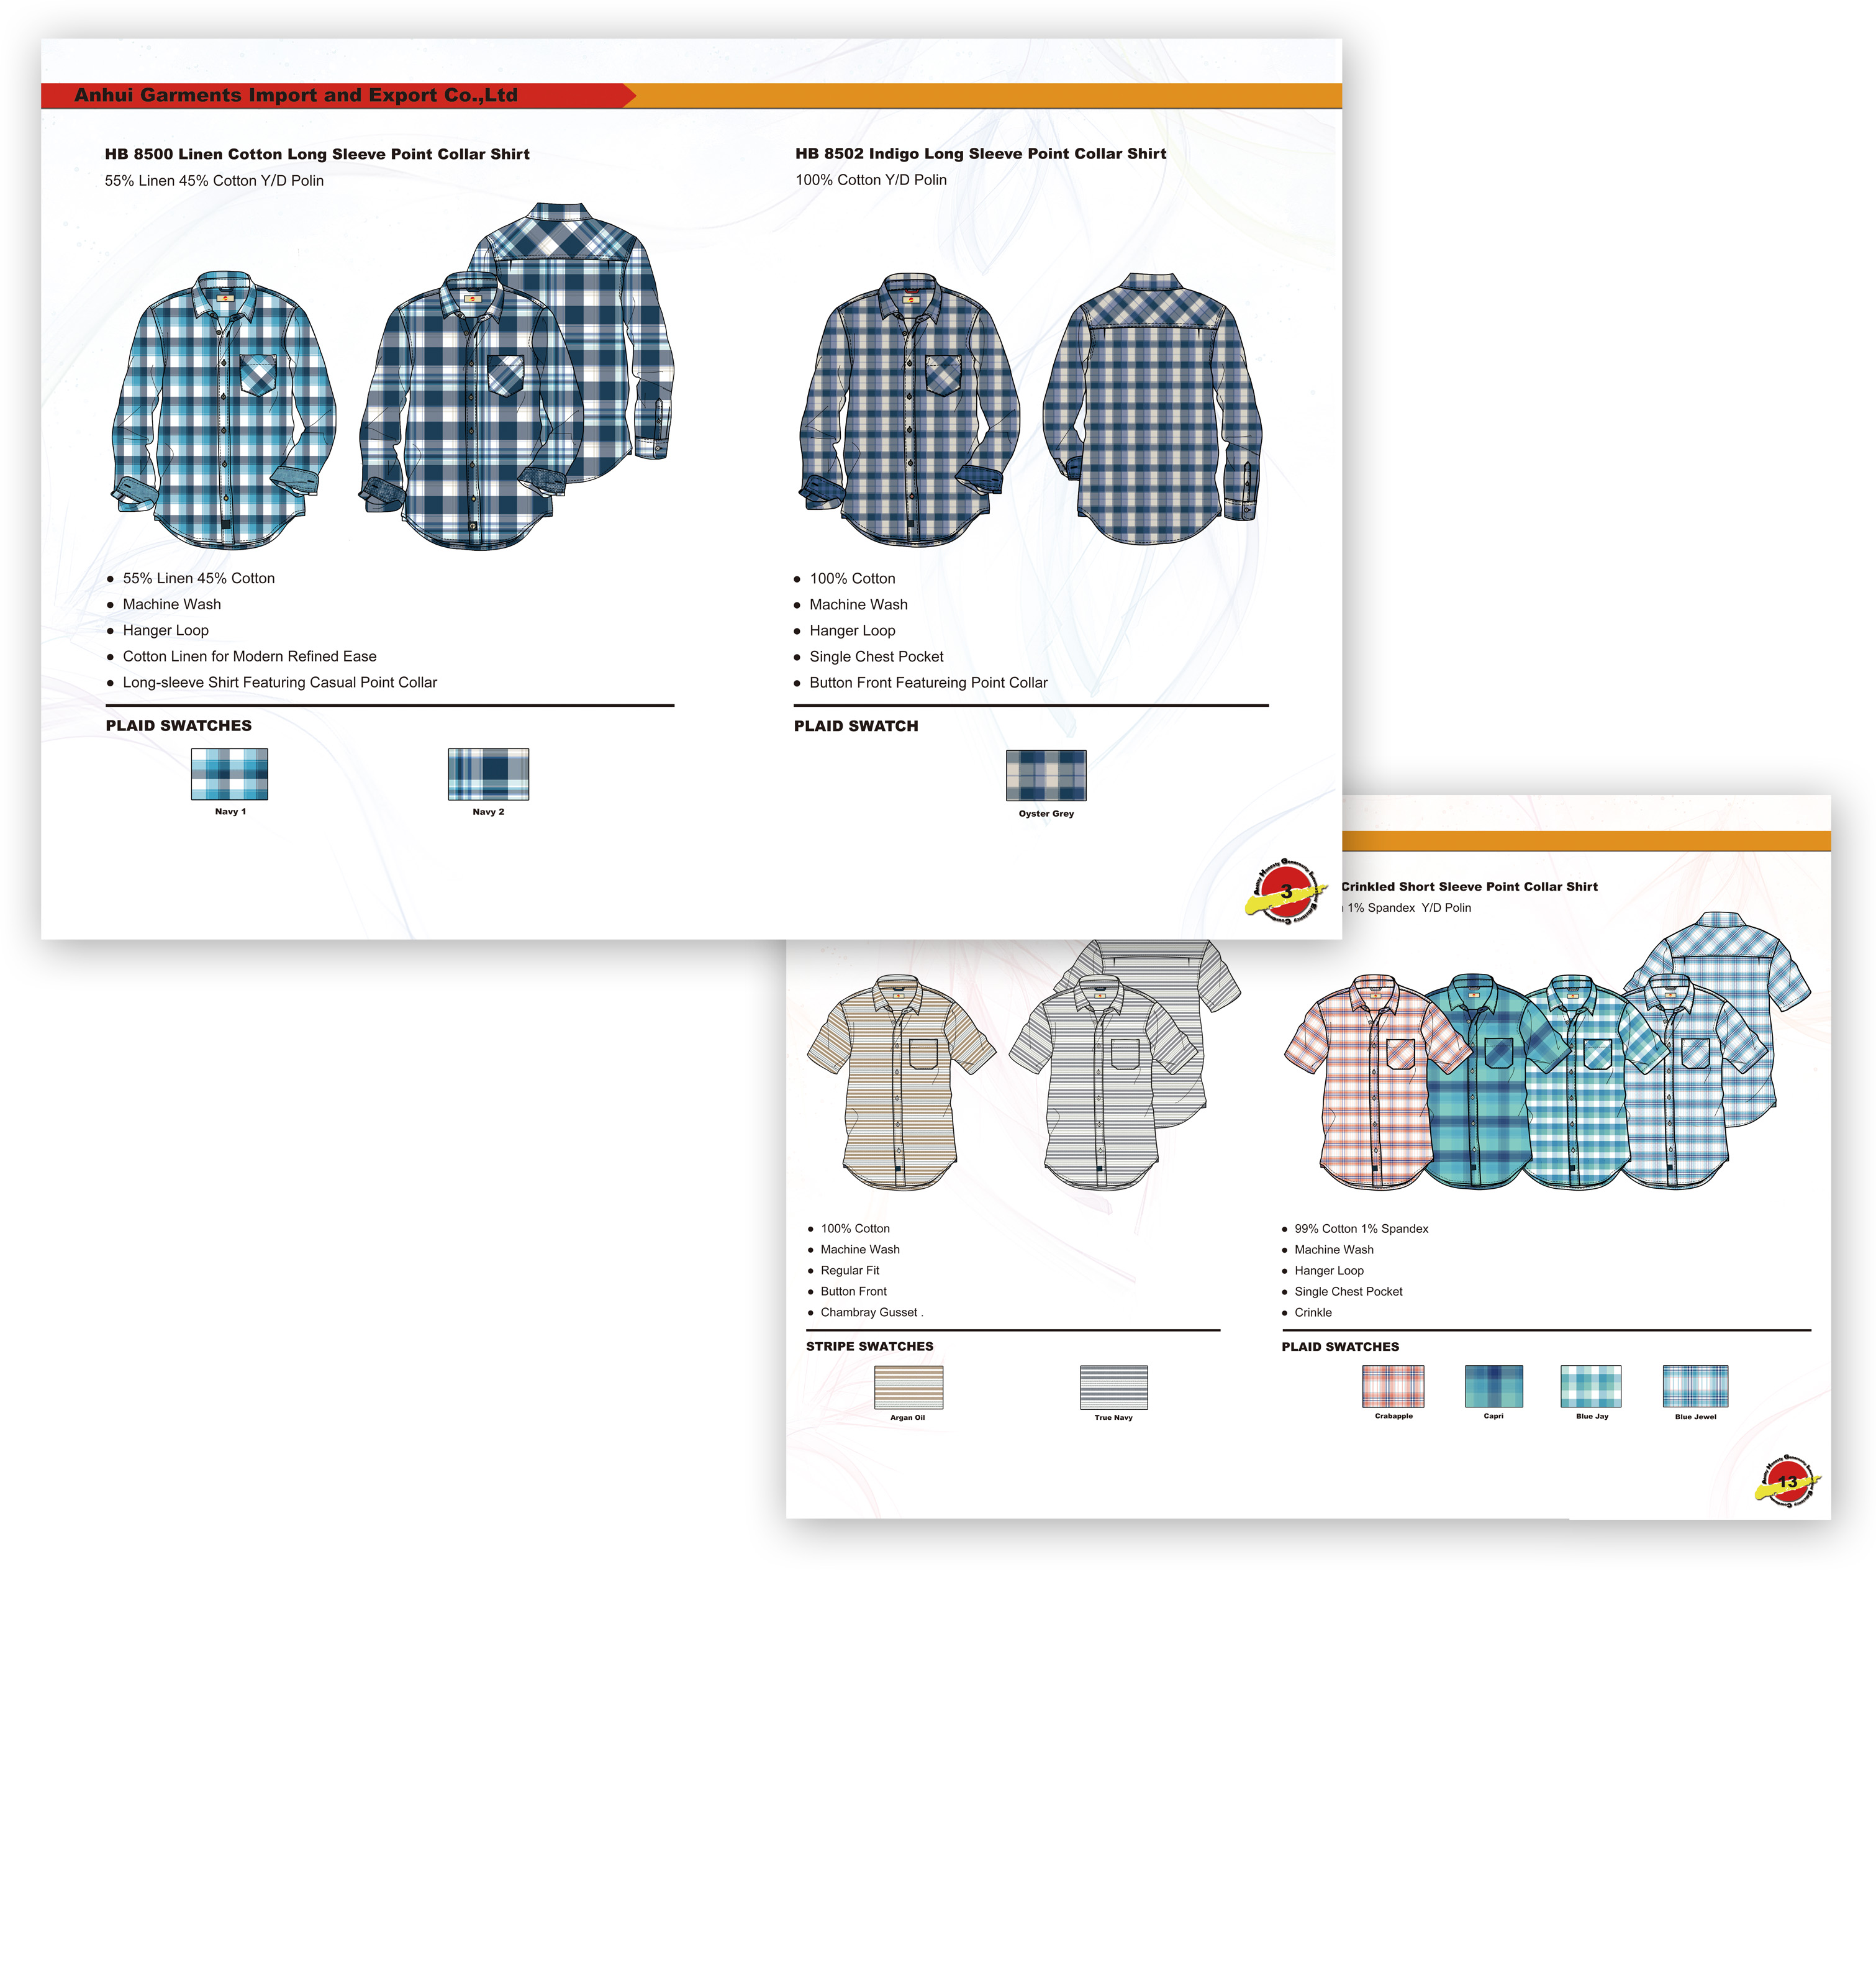 Anhui Garments Import and Export Co.,Ltd
HB 8500 Linen Cotton Long Sleeve Point Collar Shirt
55% Linen 45% Cotton Y/D Polin
● 55% Linen 45% Cotton
● Machine Wash
● Hanger Loop
● Cotton Linen for Modern Refined Ease
● Long-sleeve Shirt Featuring Casual Point Collar
PLAID SWATCHES
Navy 1
Navy 2
HB 8502 Indigo Long Sleeve Point Collar Shirt
100% Cotton Y/D Polin
● 100% Cotton
● Machine Wash
● Hanger Loop
● Single Chest Pocket
● Button Front Featureing Point Collar
PLAID SWATCH
Oyster Grey
3
● 100% Cotton
● Machine Wash
● Regular Fit
● Button Front
● Chambray Gusset .
STRIPE SWATCHES
Argan Oil
True Navy
Crinkled Short Sleeve Point Collar Shirt
1% Spandex Y/D Polin
● 99% Cotton 1% Spandex
● Machine Wash
● Hanger Loop
● Single Chest Pocket
● Crinkle
PLAID SWATCHES
Crabapple
Capri
Blue Jay
Blue Jewel
13